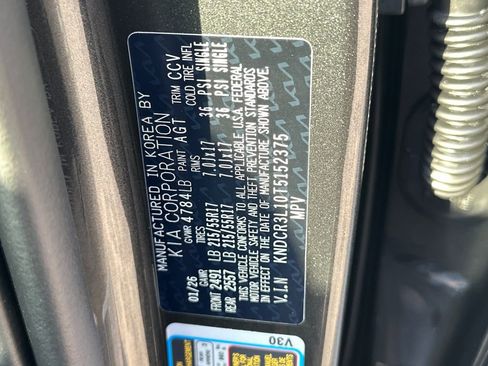 MANUFACTURED IN KOREA BY
KIA CORPORATION
GVWR 4784LB PAINT AGT TRIM CCV
01/26 GAWR TIRES RIMS COLD TIRE INFL
FRONT 2491 LB 215/55R17 7.0Jx17 36 PSI SINGLE
REAR 2557 LB 215/55R17 7.0Jx17 36 PSI SINGLE
THIS VEHICLE CONFORMS TO ALL APPLICABLE U.S.A. FEDERAL
MOTOR VEHICLE SAFETY AND THEFT PREVENTION STANDARDS
IN EFFECT ON THE DATE OF MANUFACTURE SHOWN ABOVE.
V.I.N KNDCR3L10T5152375
MPV
V30